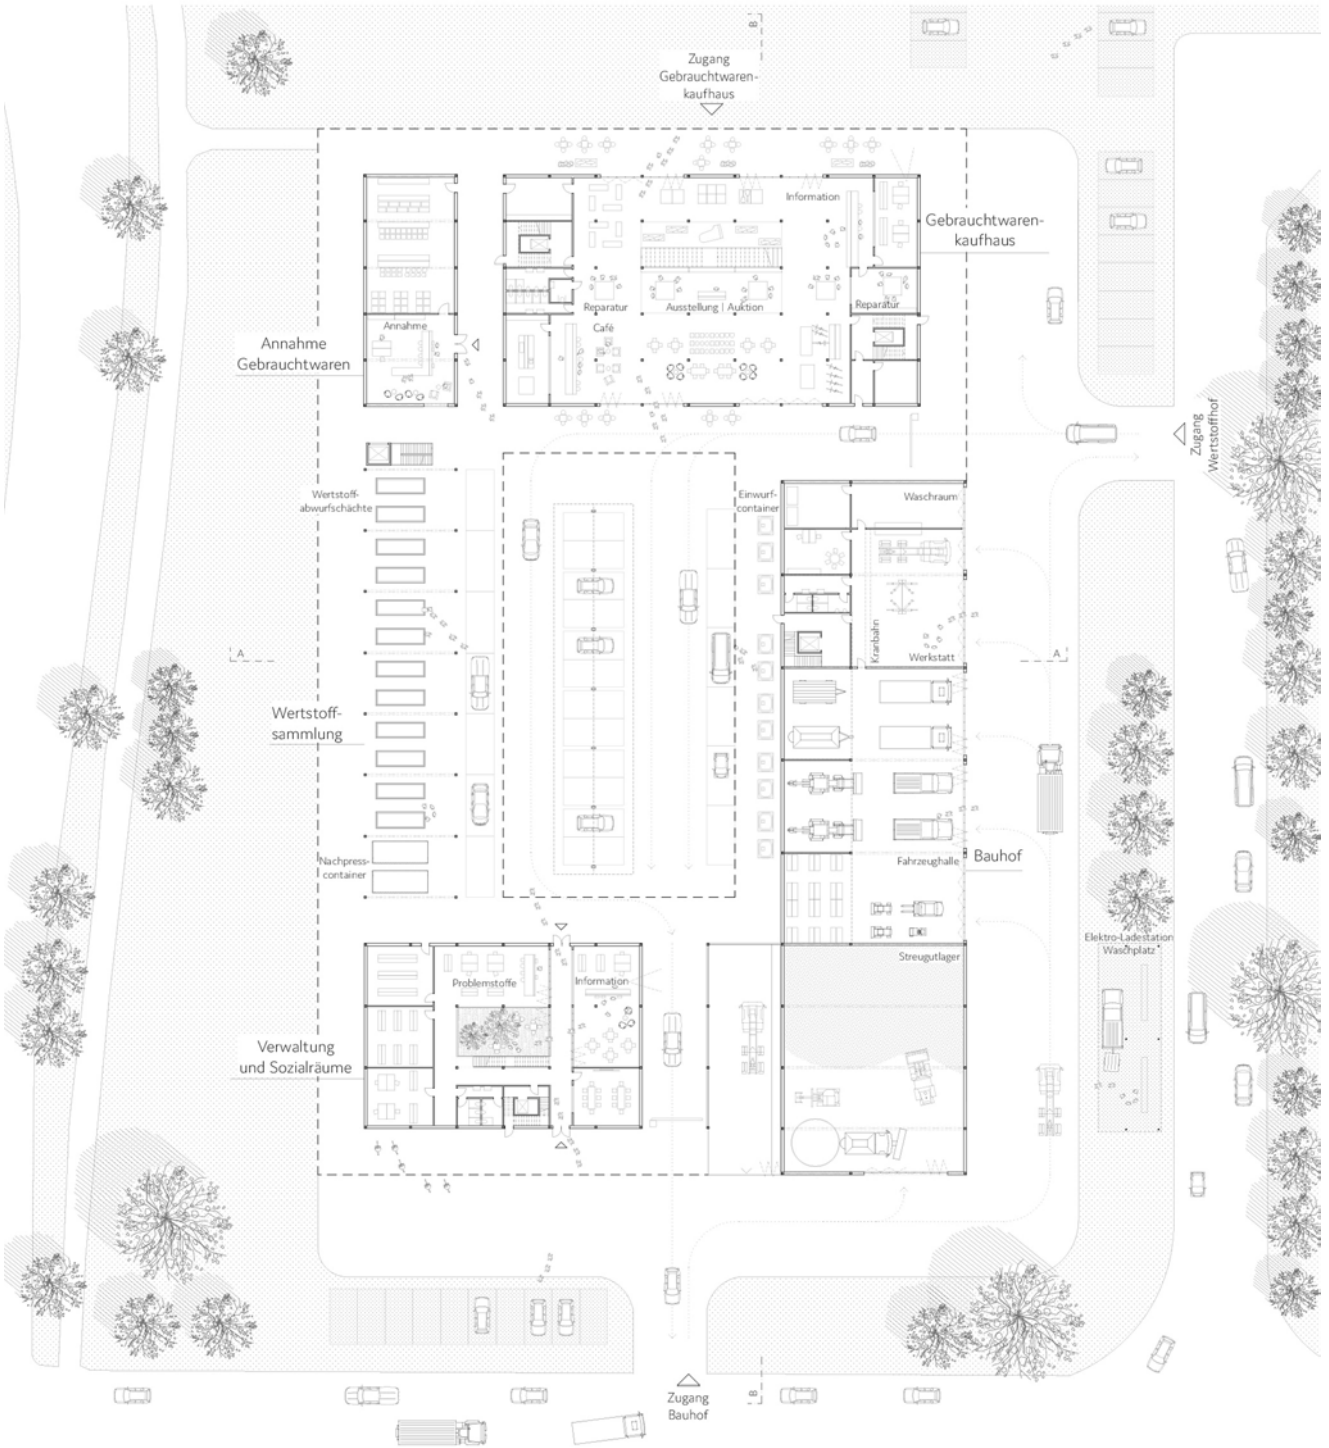 B
Zugang
Gebrauchtwaren-
kaufhaus
Information
Gebrauchtwaren-
kaufhaus
Reparatur
Ausstellung | Auktion
Reparatur
Annahme
Café
Annahme
Gebrauchtwaren
Zugang
Wertstoffhof
Wertstoff-
abwurfschächte
Einwurf-
container
Waschraum
Kranbahn
Werkstatt
A
A
Wertstoff-
sammlung
Nachpress-
container
Fahrzeughalle
Bauhof
Elektro-Ladestation
Waschplatz
Streugutlager
Problemstoffe
Information
Verwaltung
und Sozialräume
Zugang
Bauhof
B